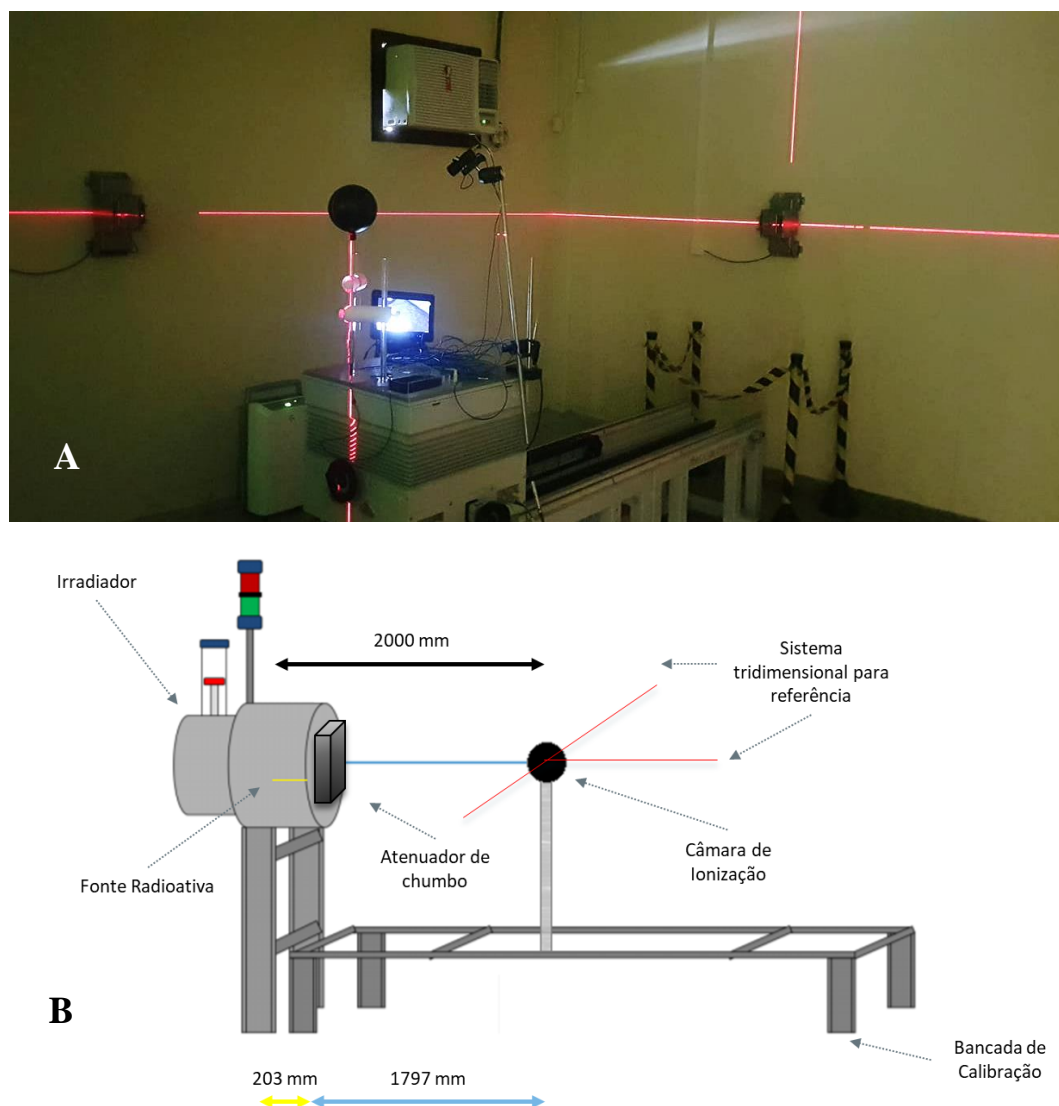 A
Irradiador
2000 mm
Sistema
tridimensional para
referência
Fonte Radioativa
Atenuador de
chumbo
Câmara de
Ionização
B
Bancada de
Calibração
203 mm
1797 mm